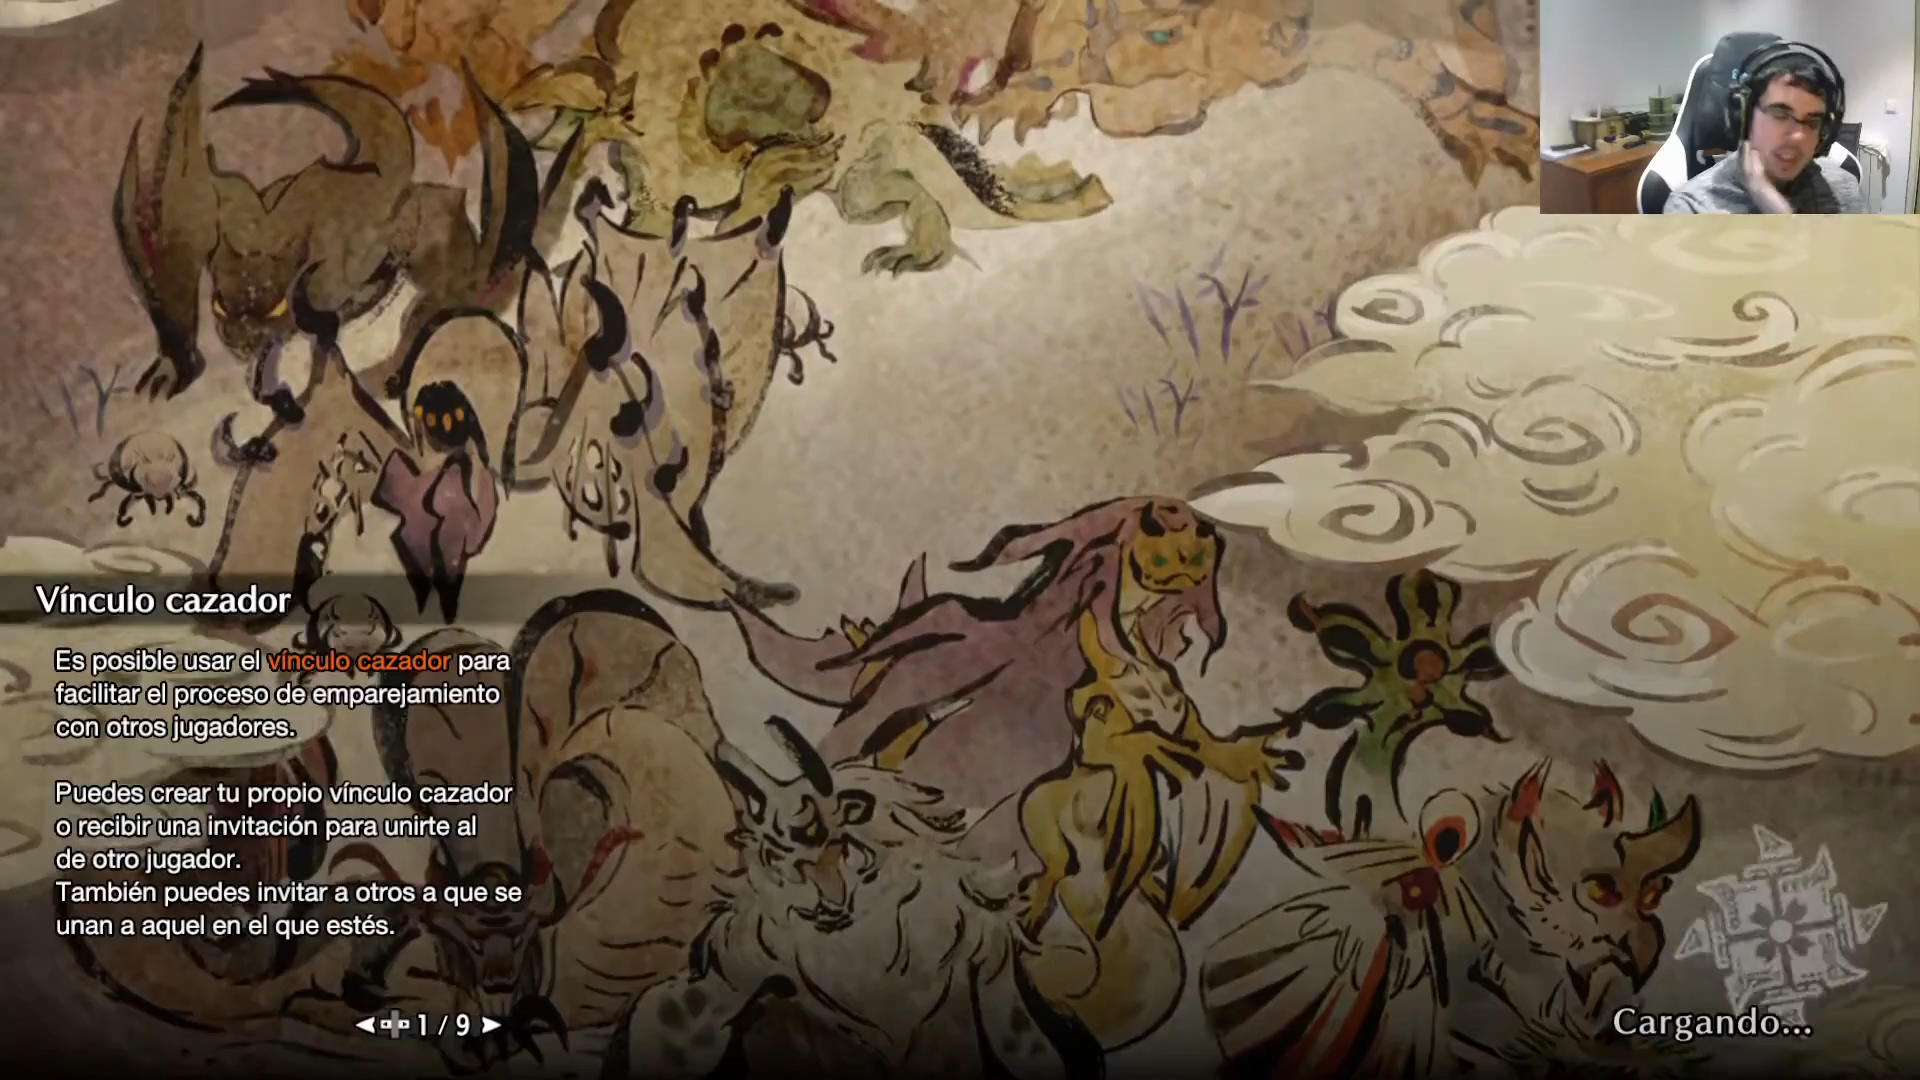 Vínculo cazador
Es posible usar el vínculo cazador para
facilitar el proceso de emparejamiento
con otros jugadores.
Puedes crear tu propio vínculo cazador
o recibir una invitación para unirte al
de otro jugador.
También puedes invitar a otros a que se
unan a aquel en el que estés.
1 / 9
Cargando...